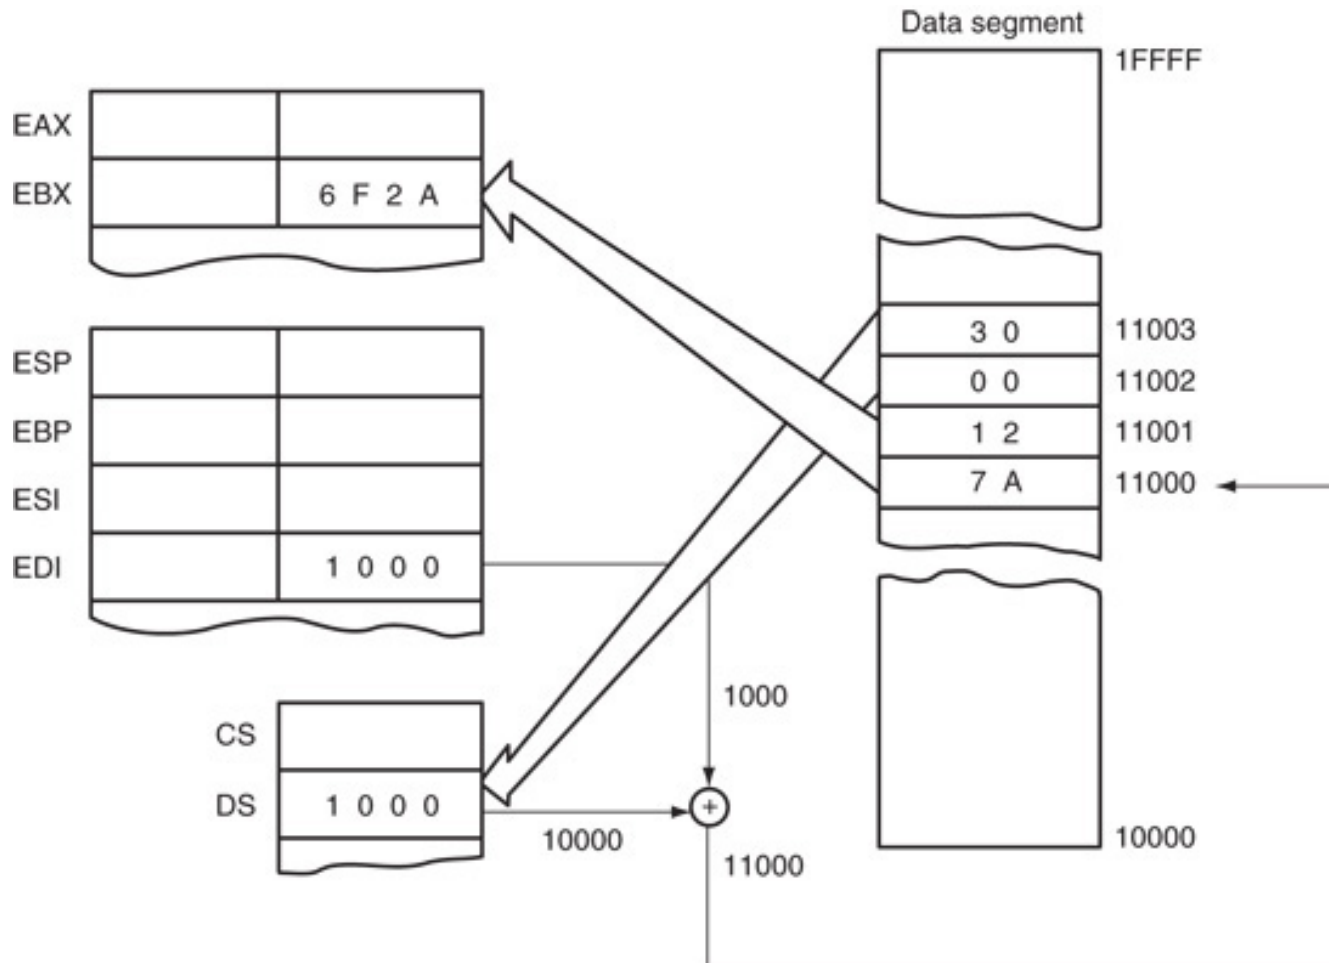 Data segment
1FFFF
EAX
EBX 6 F 2 A
3 0 11003
ESP 0 0 11002
EBP 1 2 11001
ESI 7 A 11000
EDI 1 0 0 0
1000
CS
DS 1 0 0 0 +
10000 10000
11000